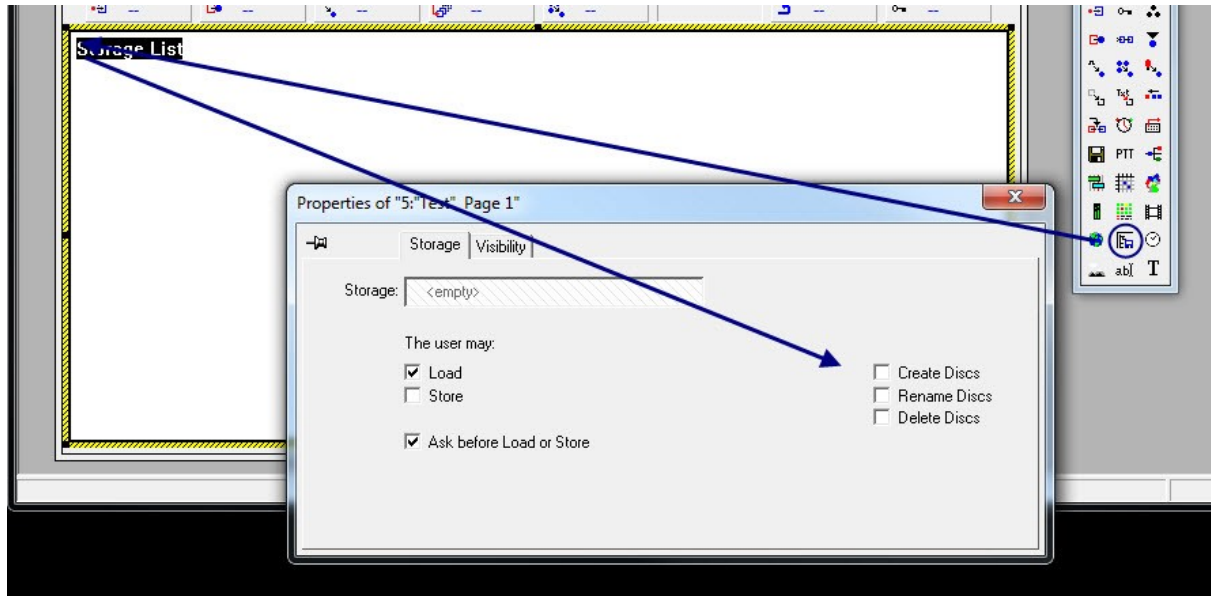 -- -- -- -- -- -- --
Storage List
PTT
Txt
abI T
Properties of "5:"Test" Page 1"
Storage Visibility
Storage: <empty>
The user may:
Load Create Discs
Store Rename Discs
Delete Discs
Ask before Load or Store